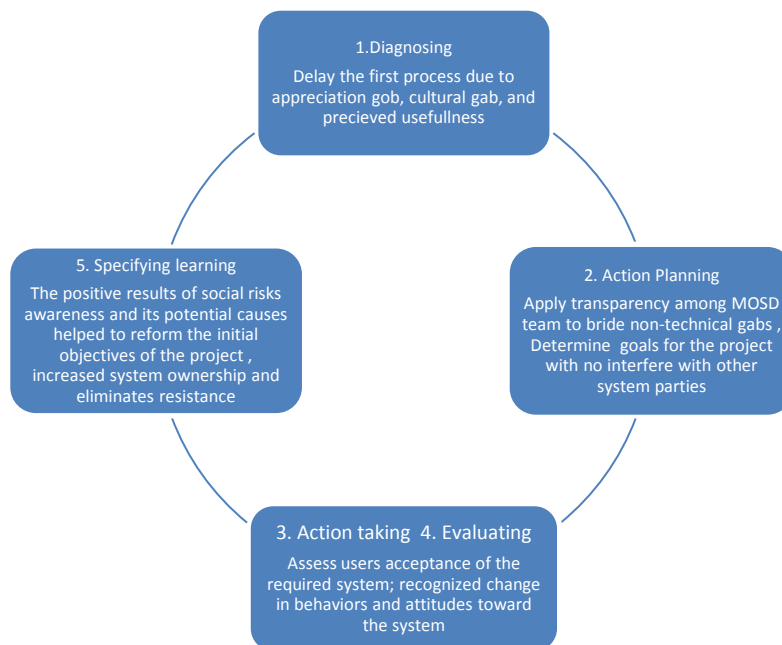 1.Diagnosing
Delay the first process due to
appreciation gob, cultural gab, and
precieved usefullness
2. Action Planning
Apply transparency among MOSD
team to bride non-technical gabs ,
Determine goals for the project
with no interfere with other
system parties
3. Action taking 4. Evaluating
Assess users acceptance of the
required system; recognized change
in behaviors and attitudes toward
the system
5. Specifying learning
The positive results of social risks
awareness and its potential causes
helped to reform the initial
objectives of the project ,
increased system ownership and
eliminates resistance